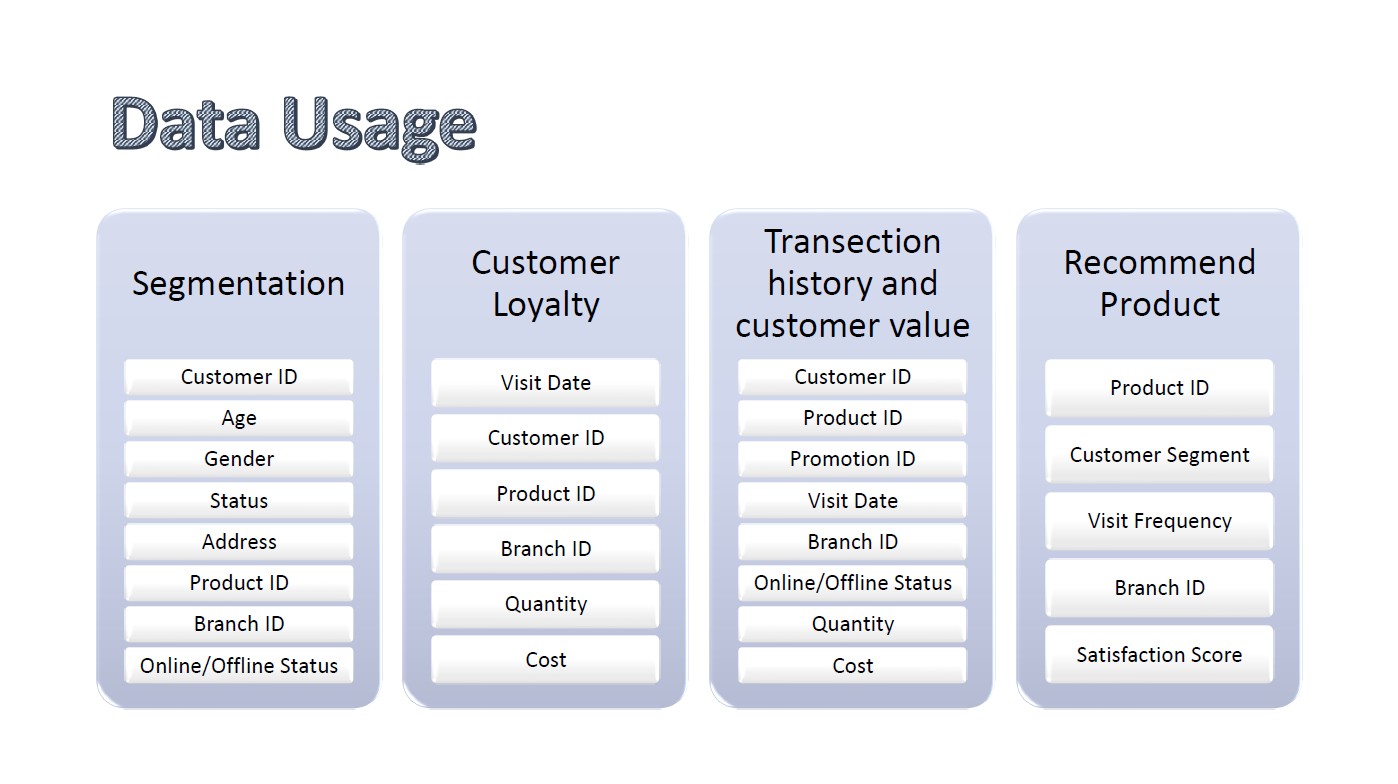 Data Usage
Segmentation
Customer ID
Age
Gender
Status
Address
Product ID
Branch ID
Online/Offline Status
Customer
Loyalty
Visit Date
Customer ID
Product ID
Branch ID
Quantity
Cost
Transection
history and
customer value
Customer ID
Product ID
Promotion ID
Visit Date
Branch ID
Online/Offline Status
Quantity
Cost
Recommend
Product
Product ID
Customer Segment
Visit Frequency
Branch ID
Satisfaction Score